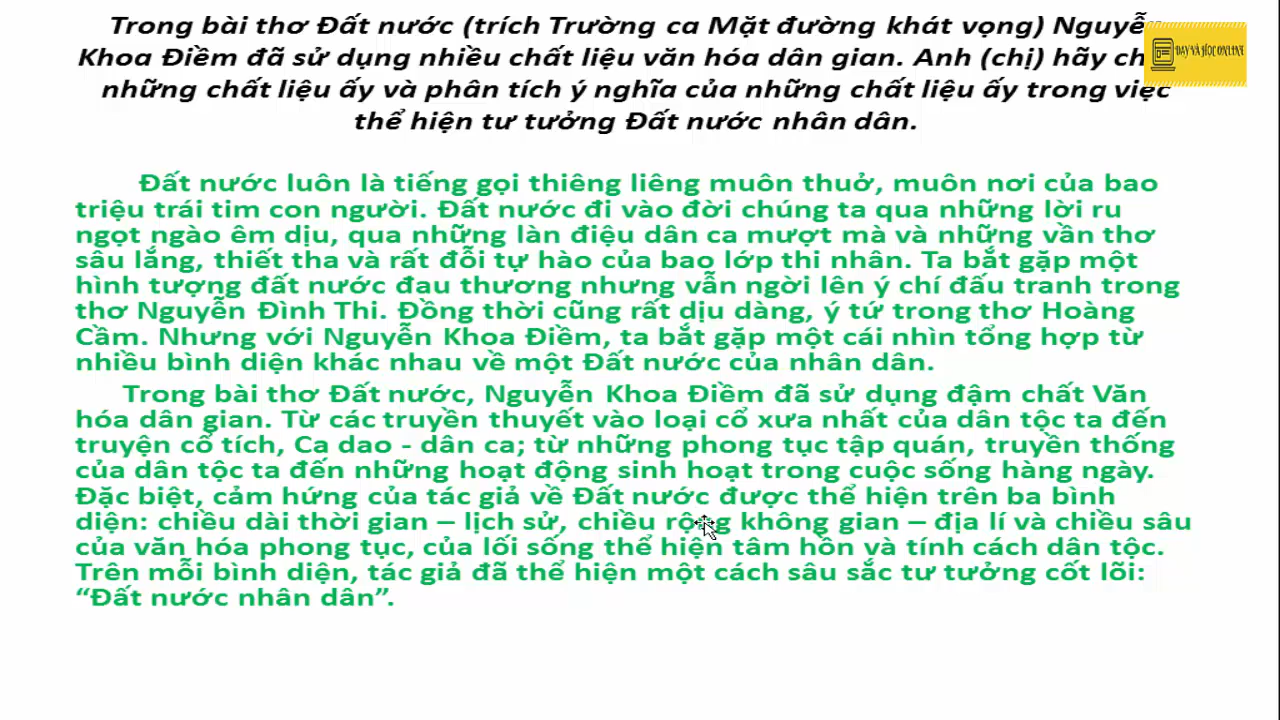 Trong bài thơ Đất nước (trích Trường ca Mặt đường khát vọng) Nguyễn
Khoa Điềm đã sử dụng nhiều chất liệu văn hóa dân gian. Anh (chị) hãy
những chất liệu ấy và phân tích ý nghĩa của những chất liệu ấy trong việc
thể hiện tư tưởng Đất nước nhân dân.
DẠY VÀ HỌC ONLINE
Đất nước luôn là tiếng gọi thiêng liêng muôn thuở, muôn nơi của bao
triệu trái tim con người. Đất nước đi vào đời chúng ta qua những lời ru
ngọt ngào êm dịu, qua những làn điệu dân ca mượt mà và những vần thơ
sâu lắng, thiết tha và rất đỗi tự hào của bao lớp thi nhân. Ta bắt gặp một
hình tượng đất nước đau thương nhưng vẫn ngời lên ý chí đấu tranh trong
thơ Nguyễn Đình Thi. Đồng thời cũng rất dịu dàng, ý tứ trong thơ Hoàng
Cầm. Nhưng với Nguyễn Khoa Điềm, ta bắt gặp một cái nhìn tổng hợp từ
nhiều bình diện khác nhau về một Đất nước của nhân dân.
Trong bài thơ Đất nước, Nguyễn Khoa Điềm đã sử dụng đậm chất Văn
hóa dân gian. Từ các truyền thuyết vào loại cổ xưa nhất của dân tộc ta đến
truyện cổ tích, Ca dao - dân ca; từ những phong tục tập quán, truyền thống
của dân tộc ta đến những hoạt động sinh hoạt trong cuộc sống hàng ngày.
Đặc biệt, cảm hứng của tác giả về Đất nước được thể hiện trên ba bình
diện: chiều dài thời gian – lịch sử, chiều rộng không gian – địa lí và chiều sâu
của văn hóa phong tục, của lối sống thể hiện tâm hồn và tính cách dân tộc.
Trên mỗi bình diện, tác giả đã thể hiện một cách sâu sắc tư tưởng cốt lõi:
“Đất nước nhân dân”.